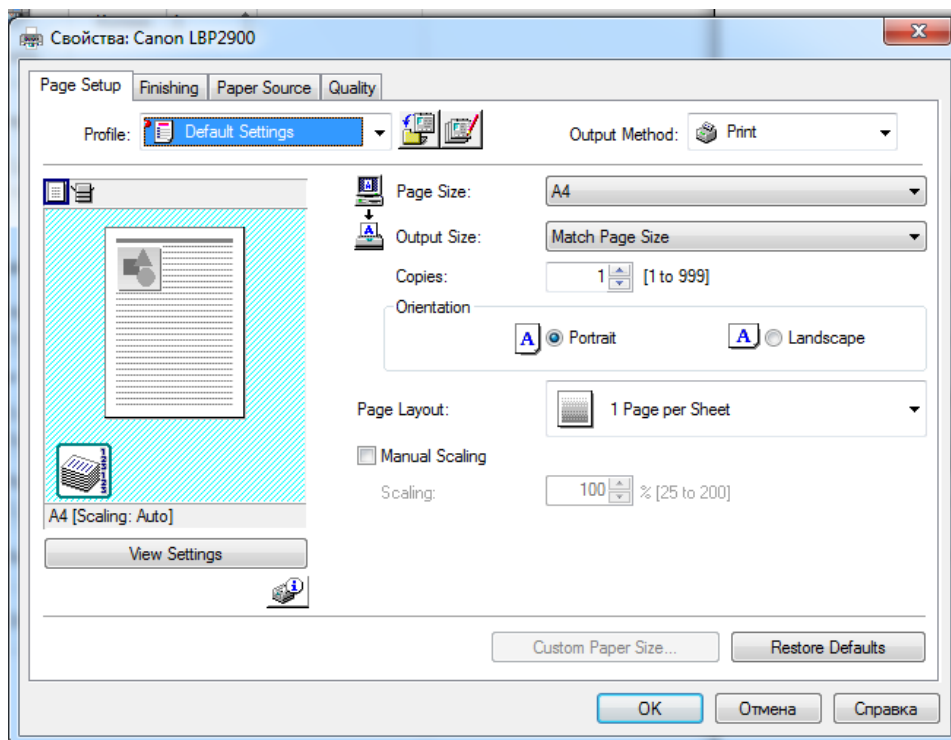 Свойства: Canon LBP2900
Page Setup Finishing Paper Source Quality
Profile: Default Settings Output Method: Print
Page Size: A4
Output Size: Match Page Size
Copies: 1 [1 to 999]
Orientation
A Portrait A Landscape
Page Layout: 1 Page per Sheet
Manual Scaling
Scaling: 100 % [25 to 200]
A4 [Scaling: Auto]
View Settings
Custom Paper Size... Restore Defaults
OK Отмена Справка